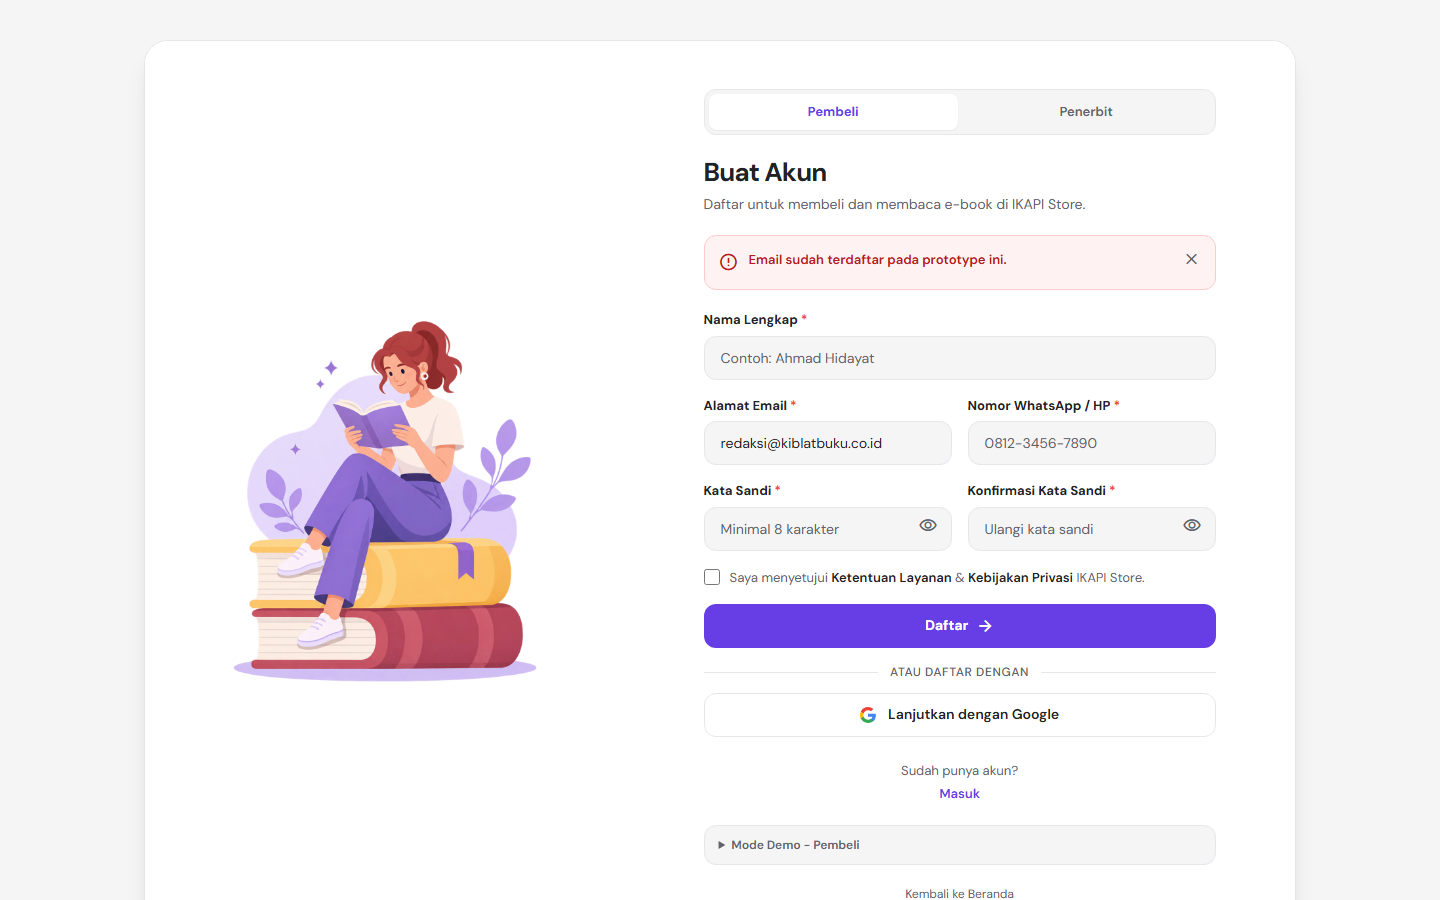 Pembeli
Penerbit
Buat Akun
Daftar untuk membeli dan membaca e-book di IKAPI Store.
Email sudah terdaftar pada prototype ini.
Nama Lengkap *
Contoh: Ahmad Hidayat
Alamat Email *
Nomor WhatsApp / HP *
redaksi@kiblatbuku.co.id
0812-3456-7890
Kata Sandi *
Konfirmasi Kata Sandi *
Minimal 8 karakter
Ulangi kata sandi
Saya menyetujui Ketentuan Layanan & Kebijakan Privasi IKAPI Store.
Daftar
ATAU DAFTAR DENGAN
Lanjutkan dengan Google
Sudah punya akun?
Masuk
Mode Demo - Pembeli
Kembali ke Beranda